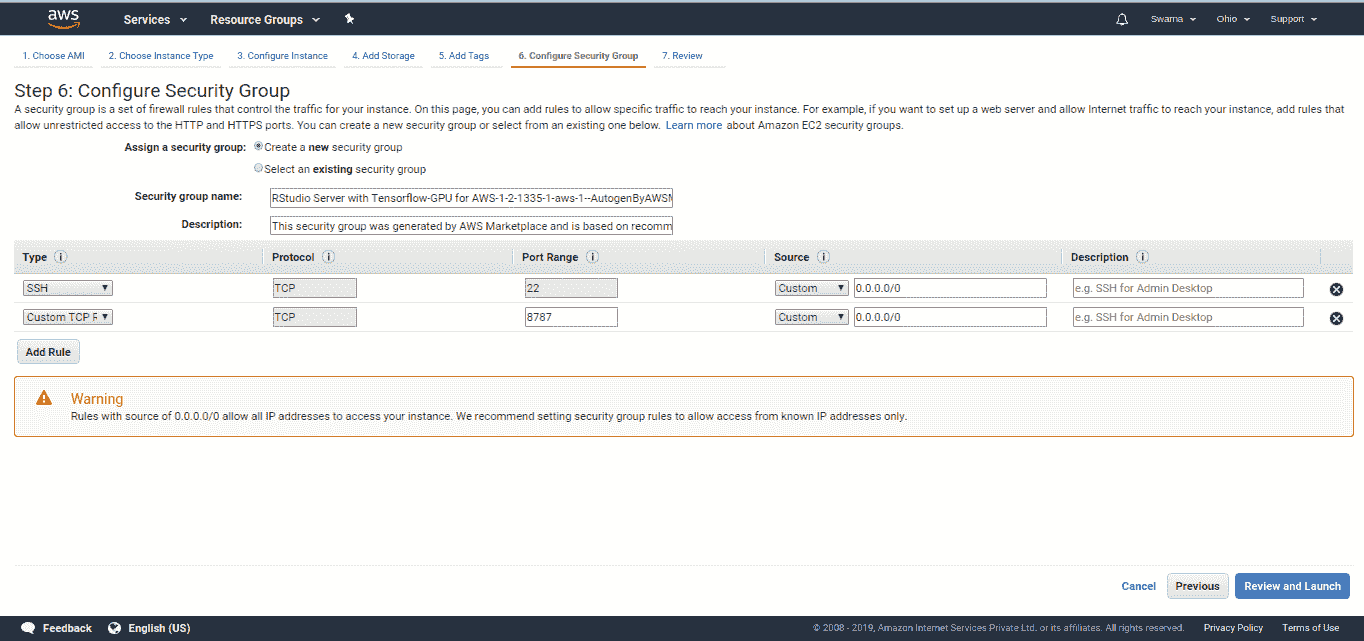 aws
Services
Resource Groups
Swarna
Ohio
Support
1. Choose AMI
2. Choose Instance Type
3. Configure Instance
4. Add Storage
5. Add Tags
6. Configure Security Group
7. Review
Step 6: Configure Security Group
A security group is a set of firewall rules that control the traffic for your instance. On this page, you can add rules to allow specific traffic to reach your instance. For example, if you want to set up a web server and allow Internet traffic to reach your instance, add rules that
allow unrestricted access to the HTTP and HTTPS ports. You can create a new security group or select from an existing one below. Learn more about Amazon EC2 security groups.
Assign a security group: Create a new security group
Select an existing security group
Security group name: RStudio Server with Tensorflow-GPU for AWS-1-2-1335-1-aws-1--AutogenByAWSM
Description: This security group was generated by AWS Marketplace and is based on recomm
Type Protocol Port Range Source Description
SSH TCP 22 Custom 0.0.0.0/0 e.g. SSH for Admin Desktop
Custom TCP R TCP 8787 Custom 0.0.0.0/0 e.g. SSH for Admin Desktop
Add Rule
Warning
Rules with source of 0.0.0.0/0 allow all IP addresses to access your instance. We recommend setting security group rules to allow access from known IP addresses only.
Cancel Previous Review and Launch
Feedback English (US) © 2008 - 2019, Amazon Internet Services Private Ltd. or its affiliates. All rights reserved. Privacy Policy Terms of Use